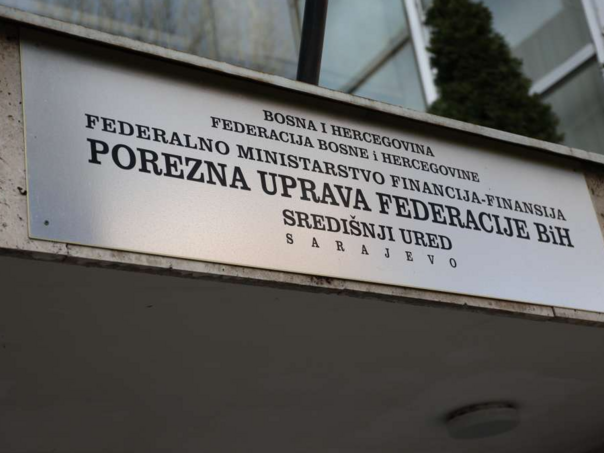 BOSNA I HERCEGOVINA
FEDERACIJA BOSNE i HERCEGOVINE
FEDERALNO MINISTARSTVO FINANCIJA-FINANSIJA
POREZNA UPRAVA FEDERACIJE BiH
SREDIŠNJI URED
SARAJEVO